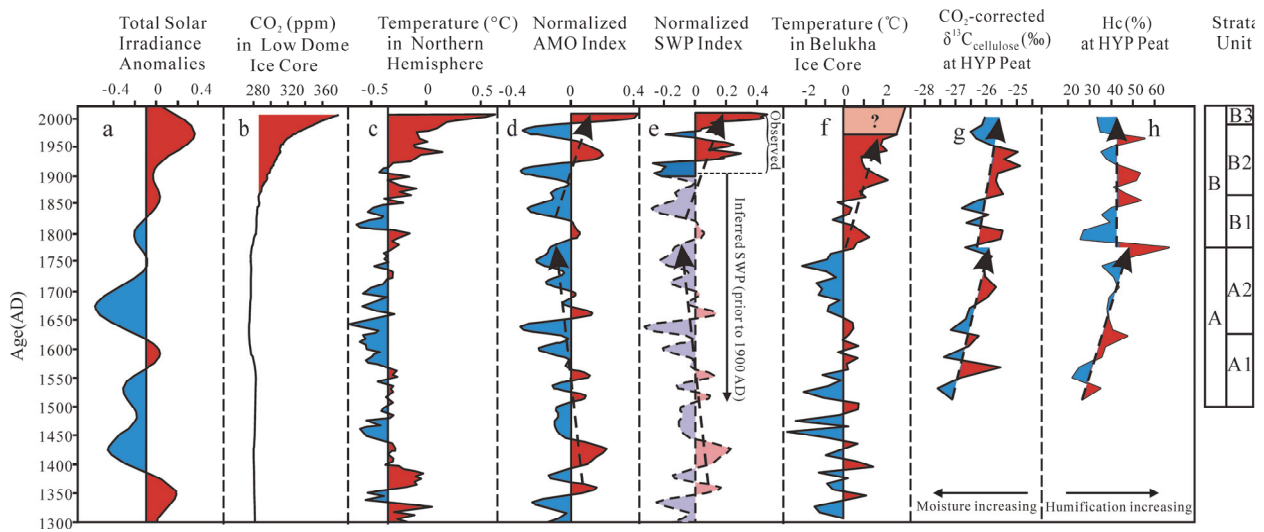 Total Solar
Irradiance
Anomalies
CO₂ (ppm)
in Low Dome
Ice Core
Temperature (°C)
in Northern
Hemisphere
Normalized
AMO Index
Normalized
SWP Index
Temperature (℃)
in Belukha
Ice Core
CO₂-corrected
δ¹³C cellulose (‰)
at HYP Peat
Hc(%)
at HYP Peat
Strata
Unit
-0.4 0 0.4
280 320 360
-0.5 0 0.5
-0.4 0 0.4
-0.2 0 0.2 0.4
-2 0 2
-28 -27 -26 -25
20 30 40 50 60
a
b
c
d
e
f
g
h
?
Observed
Inferred SWP (prior to 1900 AD)
Age(AD)
2000
1950
1900
1850
1800
1750
1700
1650
1600
1550
1500
1450
1400
1350
1300
B
B3
B2
B1
A
A2
A1
Moisture increasing
Humification increasing